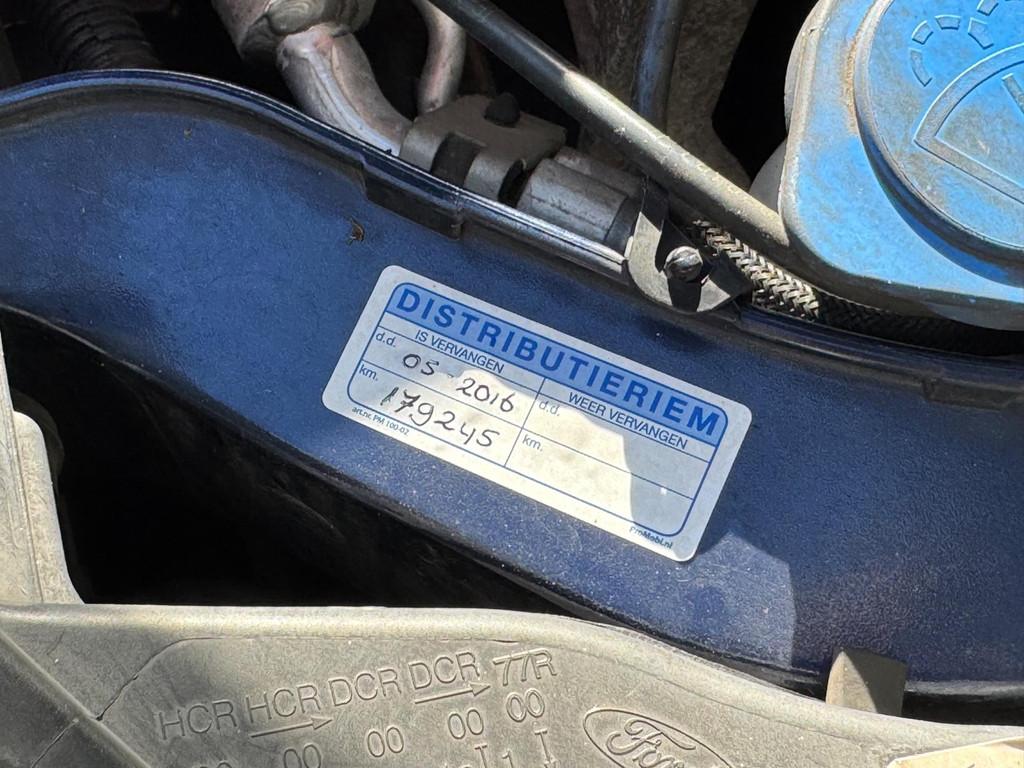 DISTRIBUTIERIEM
IS VERVANGEN
WEER VERVANGEN
d.d. 05-2016
d.d.
km. 179245
km.
art.nr. PM 100-02
ProMobi.nl
HCR HCR DCR DCR 77R
00 00 00 00
Ford